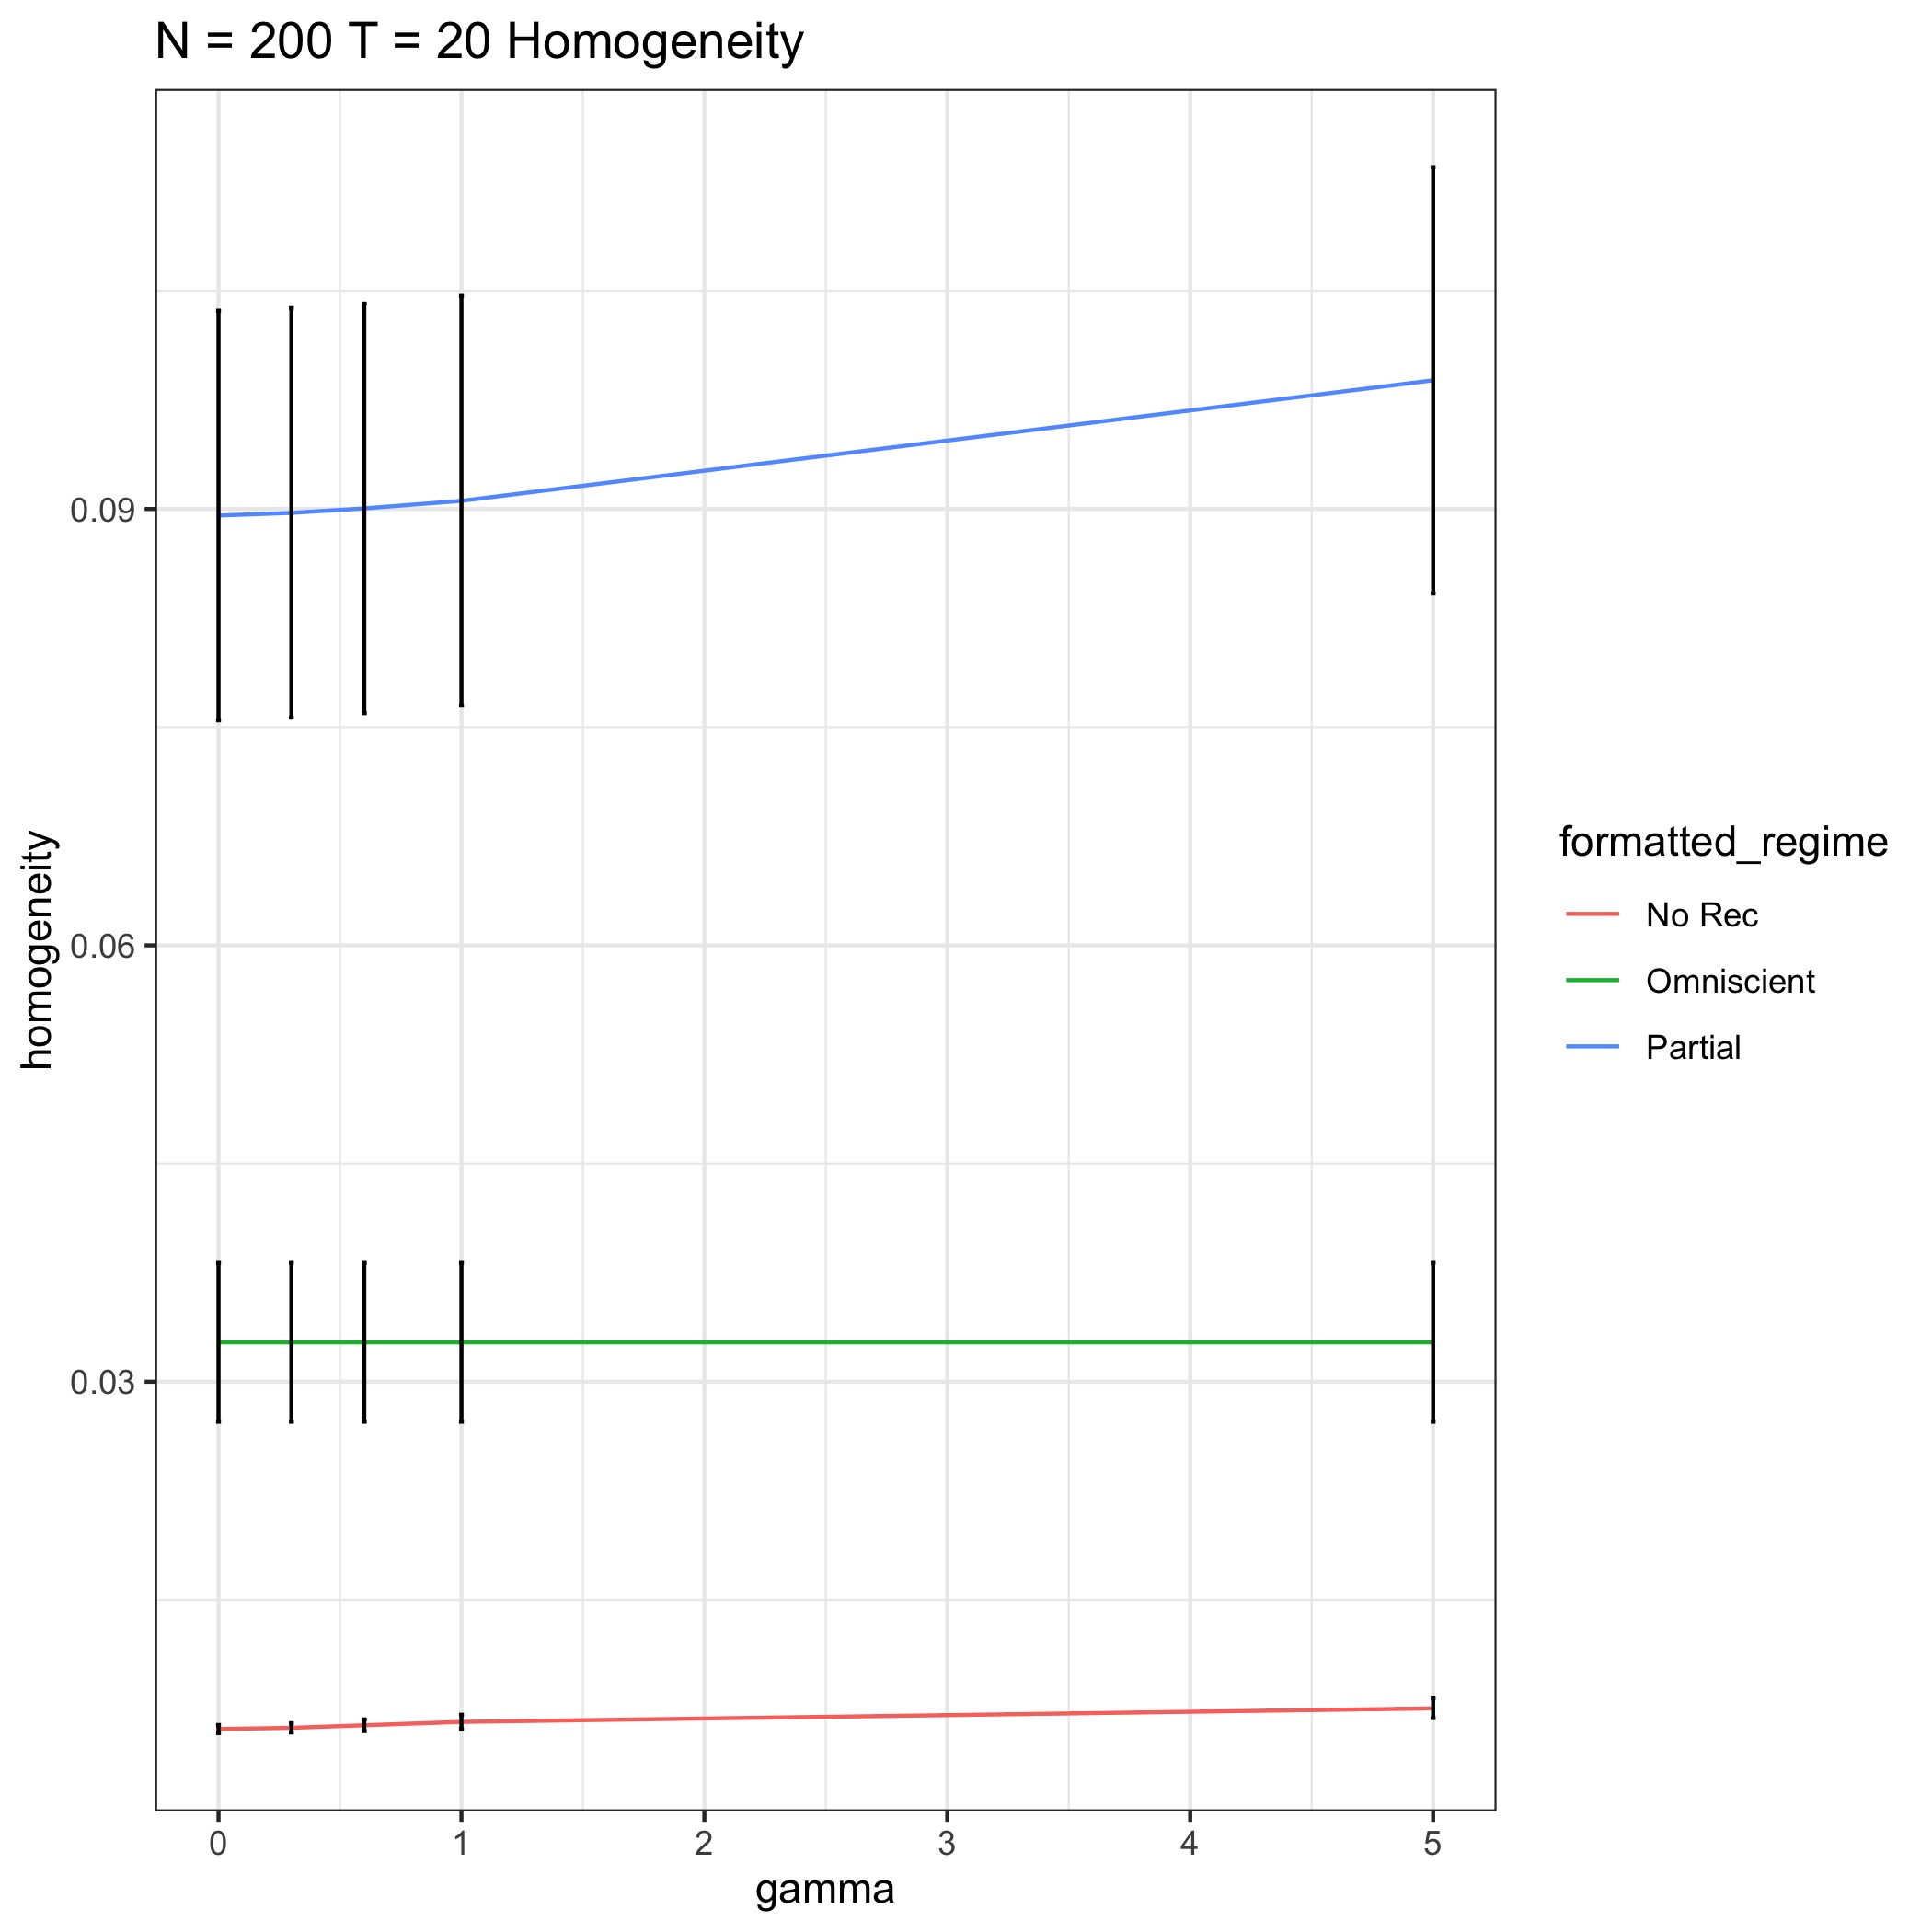 N = 200 T = 20 Homogeneity
homogeneity
0.09
0.06
0.03
0 1 2 3 4 5
gamma
formatted_regime
No Rec
Omniscient
Partial